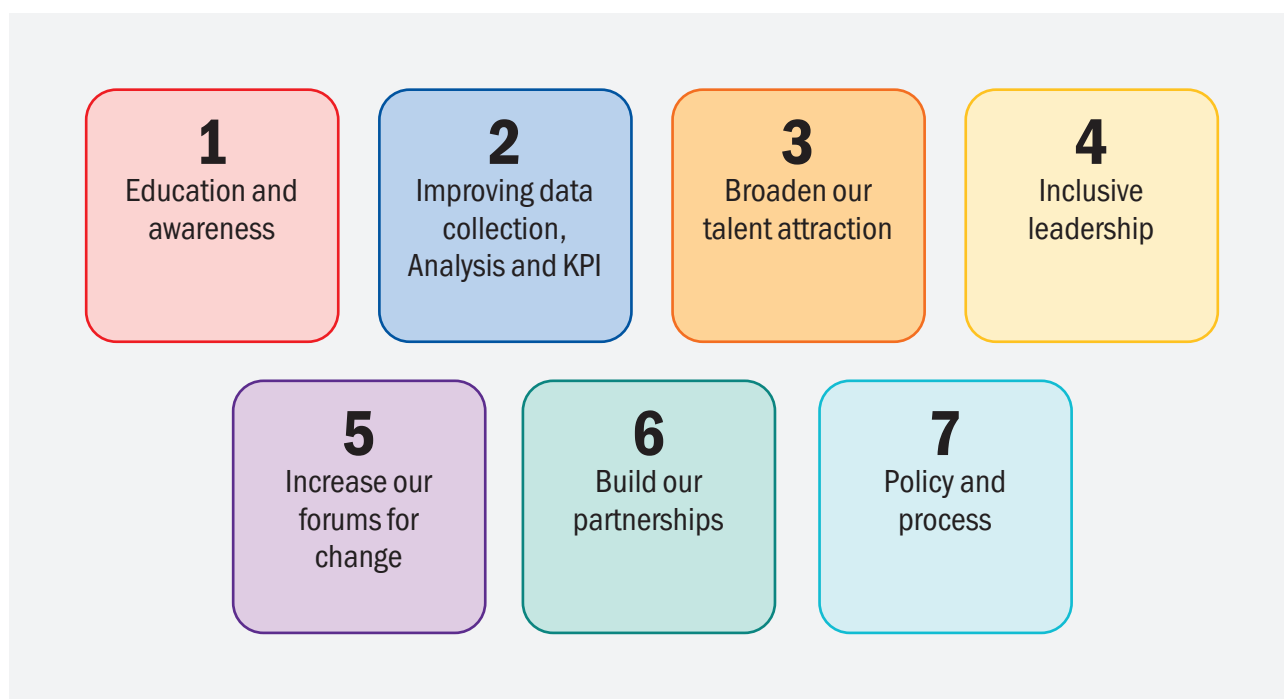 1
Education and
awareness
2
Improving data
collection,
Analysis and KPI
3
Broaden our
talent attraction
4
Inclusive
leadership
5
Increase our
forums for
change
6
Build our
partnerships
7
Policy and
process